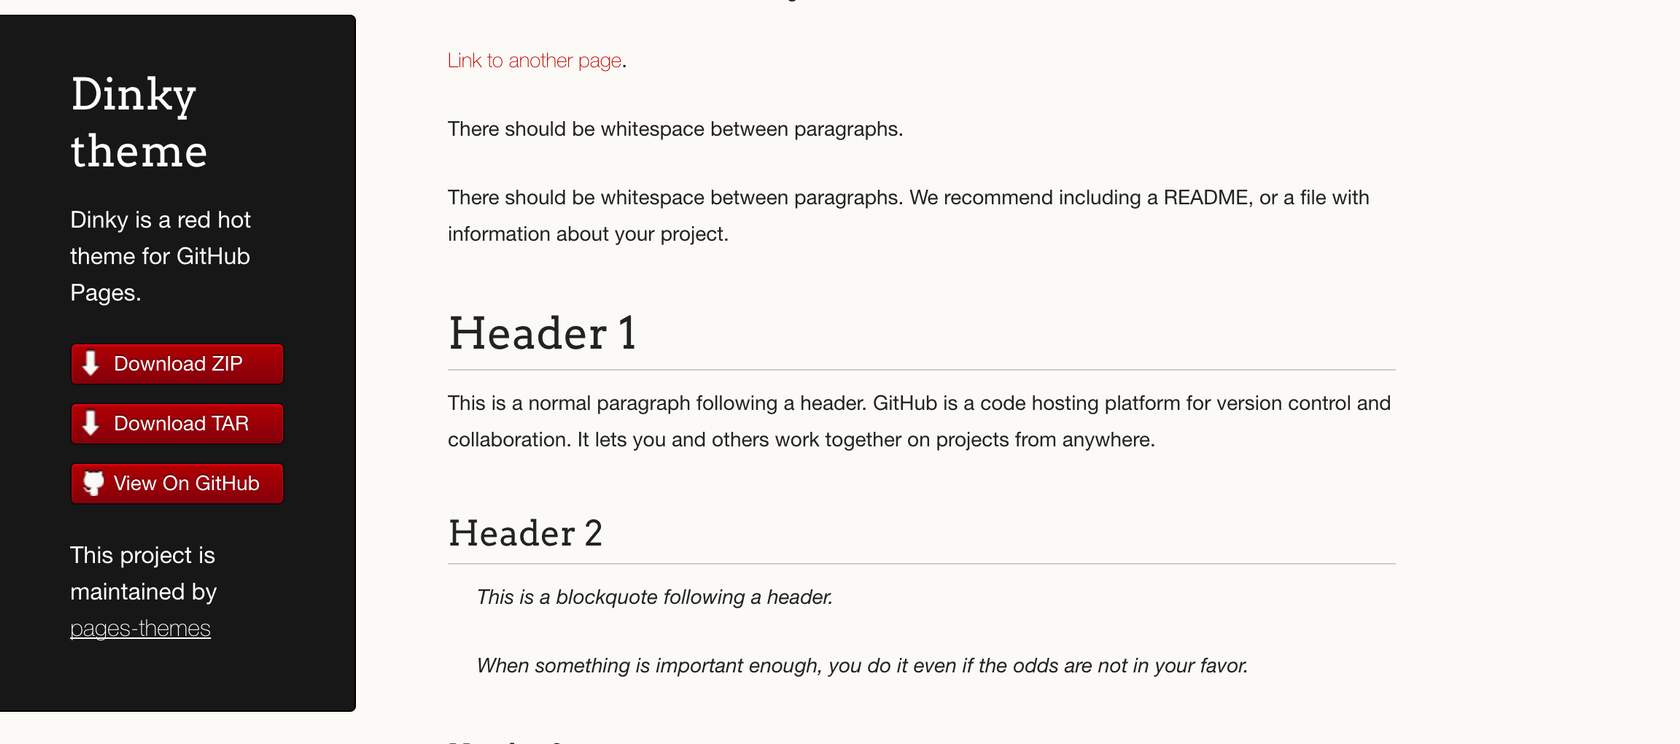 Dinky
theme
Dinky is a red hot
theme for GitHub
Pages.
Download ZIP
Download TAR
View On GitHub
This project is
maintained by
pages-themes
Link to another page.
There should be whitespace between paragraphs.
There should be whitespace between paragraphs. We recommend including a README, or a file with
information about your project.
Header 1
This is a normal paragraph following a header. GitHub is a code hosting platform for version control and
collaboration. It lets you and others work together on projects from anywhere.
Header 2
This is a blockquote following a header.
When something is important enough, you do it even if the odds are not in your favor.